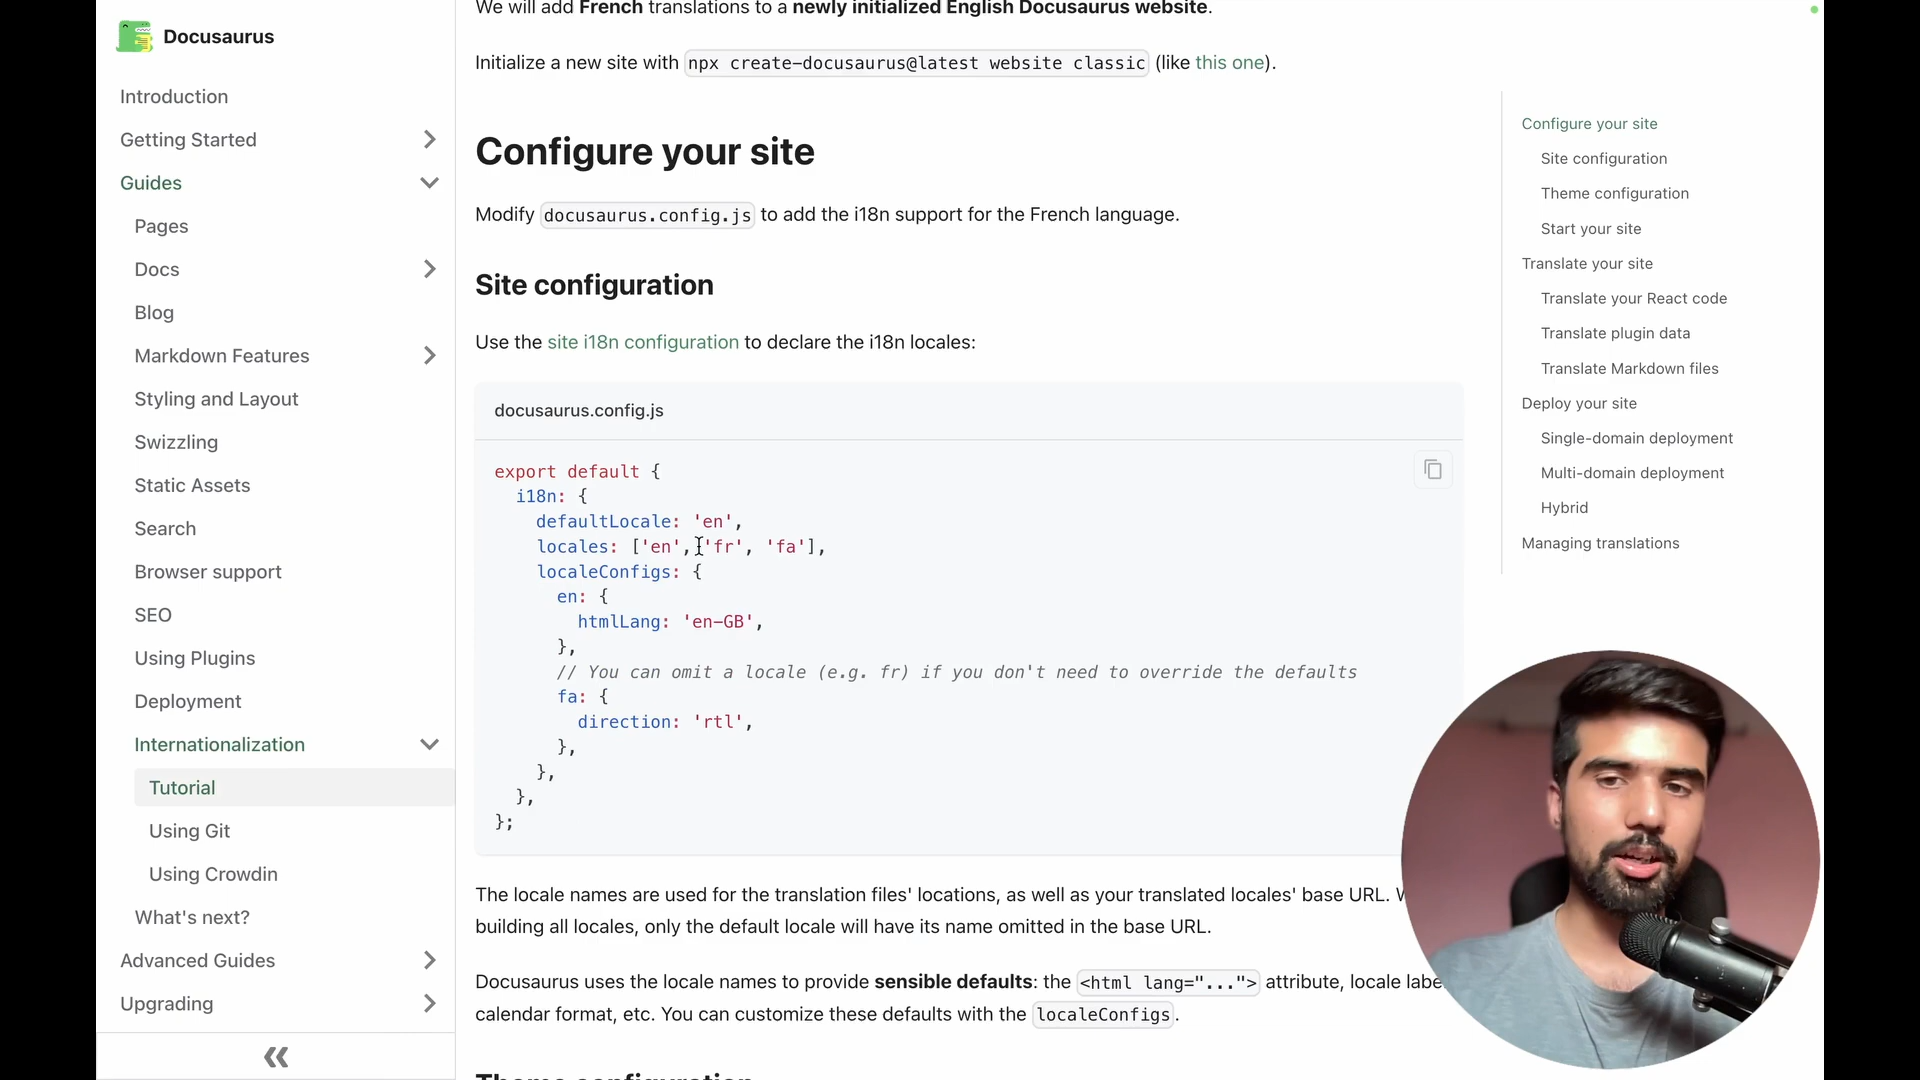 Docusaurus
Introduction
Getting Started
Guides
Pages
Docs
Blog
Markdown Features
Styling and Layout
Swizzling
Static Assets
Search
Browser support
SEO
Using Plugins
Deployment
Internationalization
Tutorial
Using Git
Using Crowdin
What's next?
Advanced Guides
Upgrading
We will add French translations to a newly initialized English Docusaurus website.
Initialize a new site with npx create-docusaurus@latest website classic (like this one).
Configure your site
Modify docusaurus.config.js to add the i18n support for the French language.
Site configuration
Use the site i18n configuration to declare the i18n locales:
docusaurus.config.js
export default {
i18n: {
defaultLocale: 'en',
locales: ['en', 'fr', 'fa'],
localeConfigs: {
en: {
htmlLang: 'en-GB',
},
// You can omit a locale (e.g. fr) if you don't need to override the defaults
fa: {
direction: 'rtl',
},
},
},
};
The locale names are used for the translation files' locations, as well as your translated locales' base URL.
building all locales, only the default locale will have its name omitted in the base URL.
Docusaurus uses the locale names to provide sensible defaults: the <html lang="..."> attribute, locale
calendar format, etc. You can customize these defaults with the localeConfigs.
Theme configuration
Configure your site
Site configuration
Theme configuration
Start your site
Translate your site
Translate your React code
Translate plugin data
Translate Markdown files
Deploy your site
Single-domain deployment
Multi-domain deployment
Hybrid
Managing translations